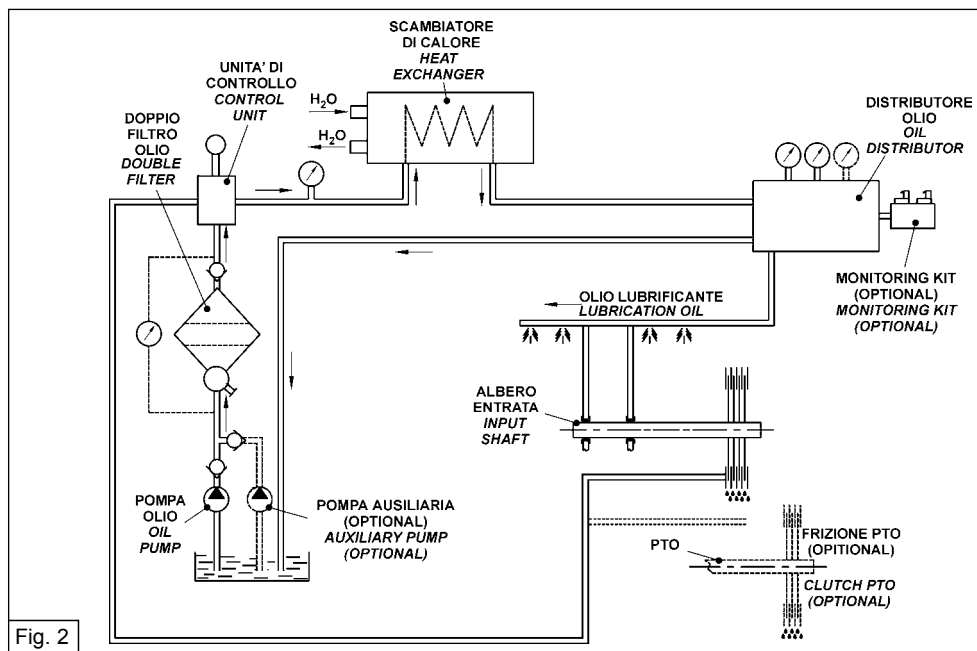 SCAMBIATORE
DI CALORE
HEAT
EXCHANGER
UNITA' DI
CONTROLLO
CONTROL
UNIT
DOPPIO
FILTRO
OLIO
DOUBLE
FILTER
H2O
H2O
DISTRIBUTORE
OLIO
OIL
DISTRIBUTOR
MONITORING KIT
(OPTIONAL)
MONITORING KIT
(OPTIONAL)
OLIO LUBRIFICANTE
LUBRICATION OIL
ALBERO
ENTRATA
INPUT
SHAFT
POMPA
OLIO
OIL
PUMP
POMPA AUSILIARIA
(OPTIONAL)
AUXILIARY PUMP
(OPTIONAL)
PTO
FRIZIONE PTO
(OPITIONAL)
CLUTCH PTO
(OPTIONAL)
Fig. 2